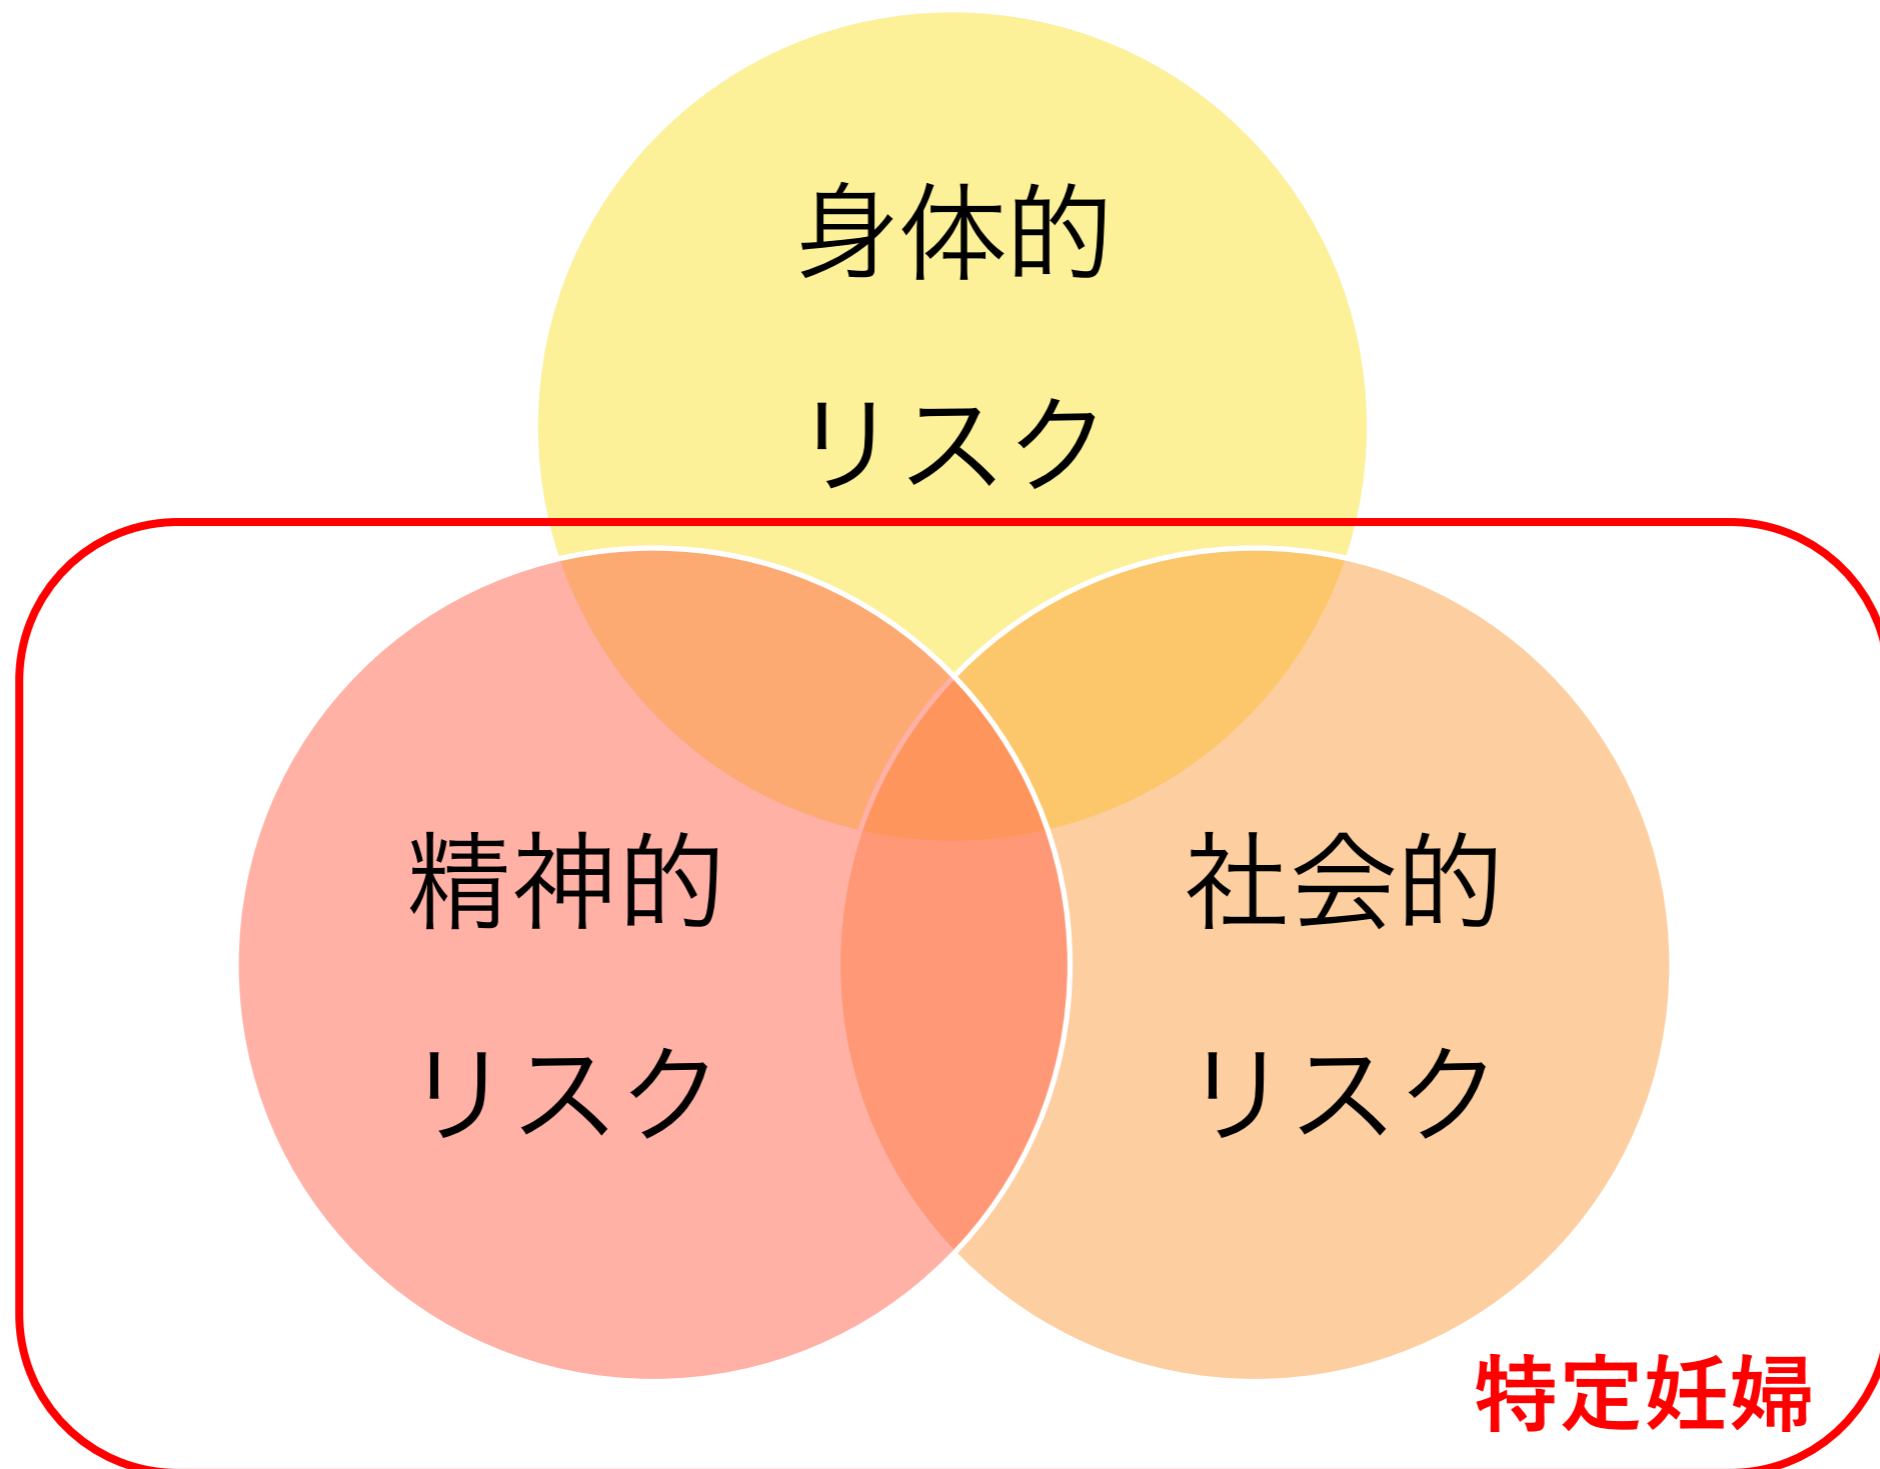 身体的
リスク
精神的
リスク
社会的
リスク
特定妊婦